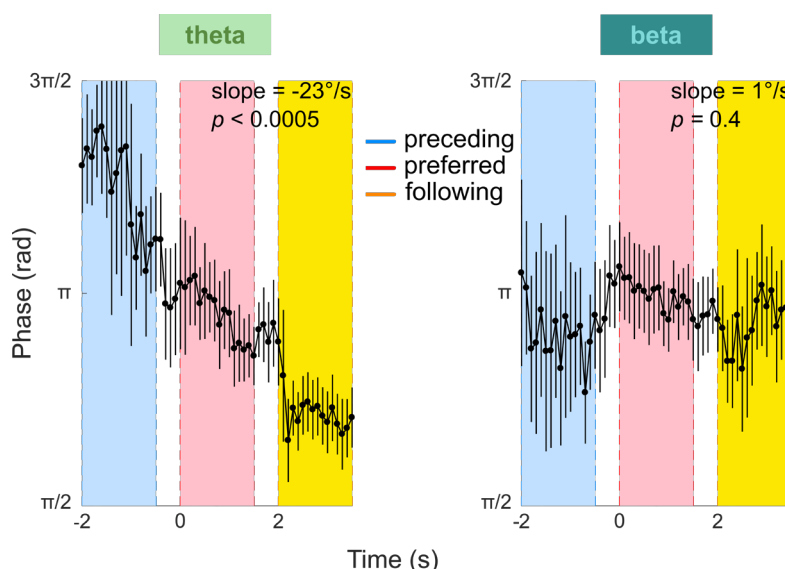 theta
beta
3π/2
slope = -23°/s
p < 0.0005
preceding
preferred
following
3π/2
slope = 1°/s
p = 0.4
Phase (rad)
π
π
π/2
π/2
-2
0
2
-2
0
2
Time (s)